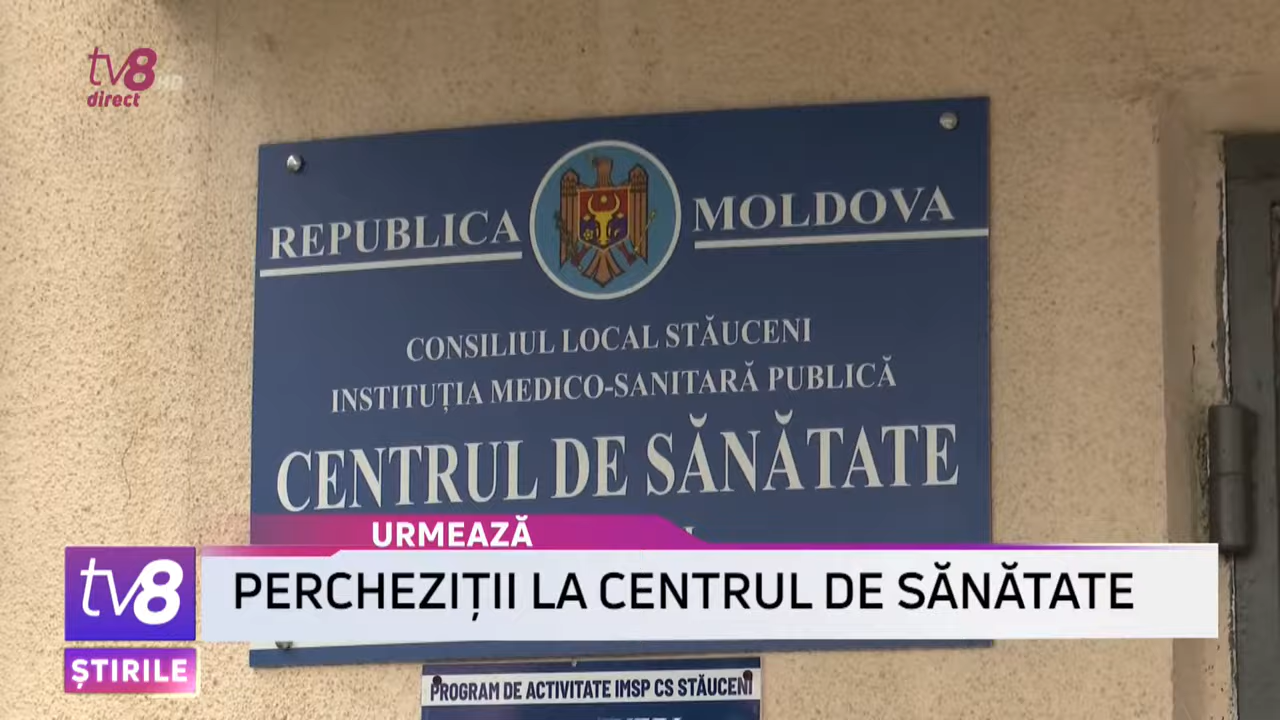 tv8 HD
direct
REPUBLICA MOLDOVA
CONSILIUL LOCAL STĂUCENI
INSTITUȚIA MEDICO-SANITARĂ PUBLICĂ
CENTRUL DE SĂNĂTATE
URMEAZĂ
tv8
PERCHEZIȚII LA CENTRUL DE SĂNĂTATE
ȘTIRILE
PROGRAM DE ACTIVITATE IMSP CS STĂUCENI